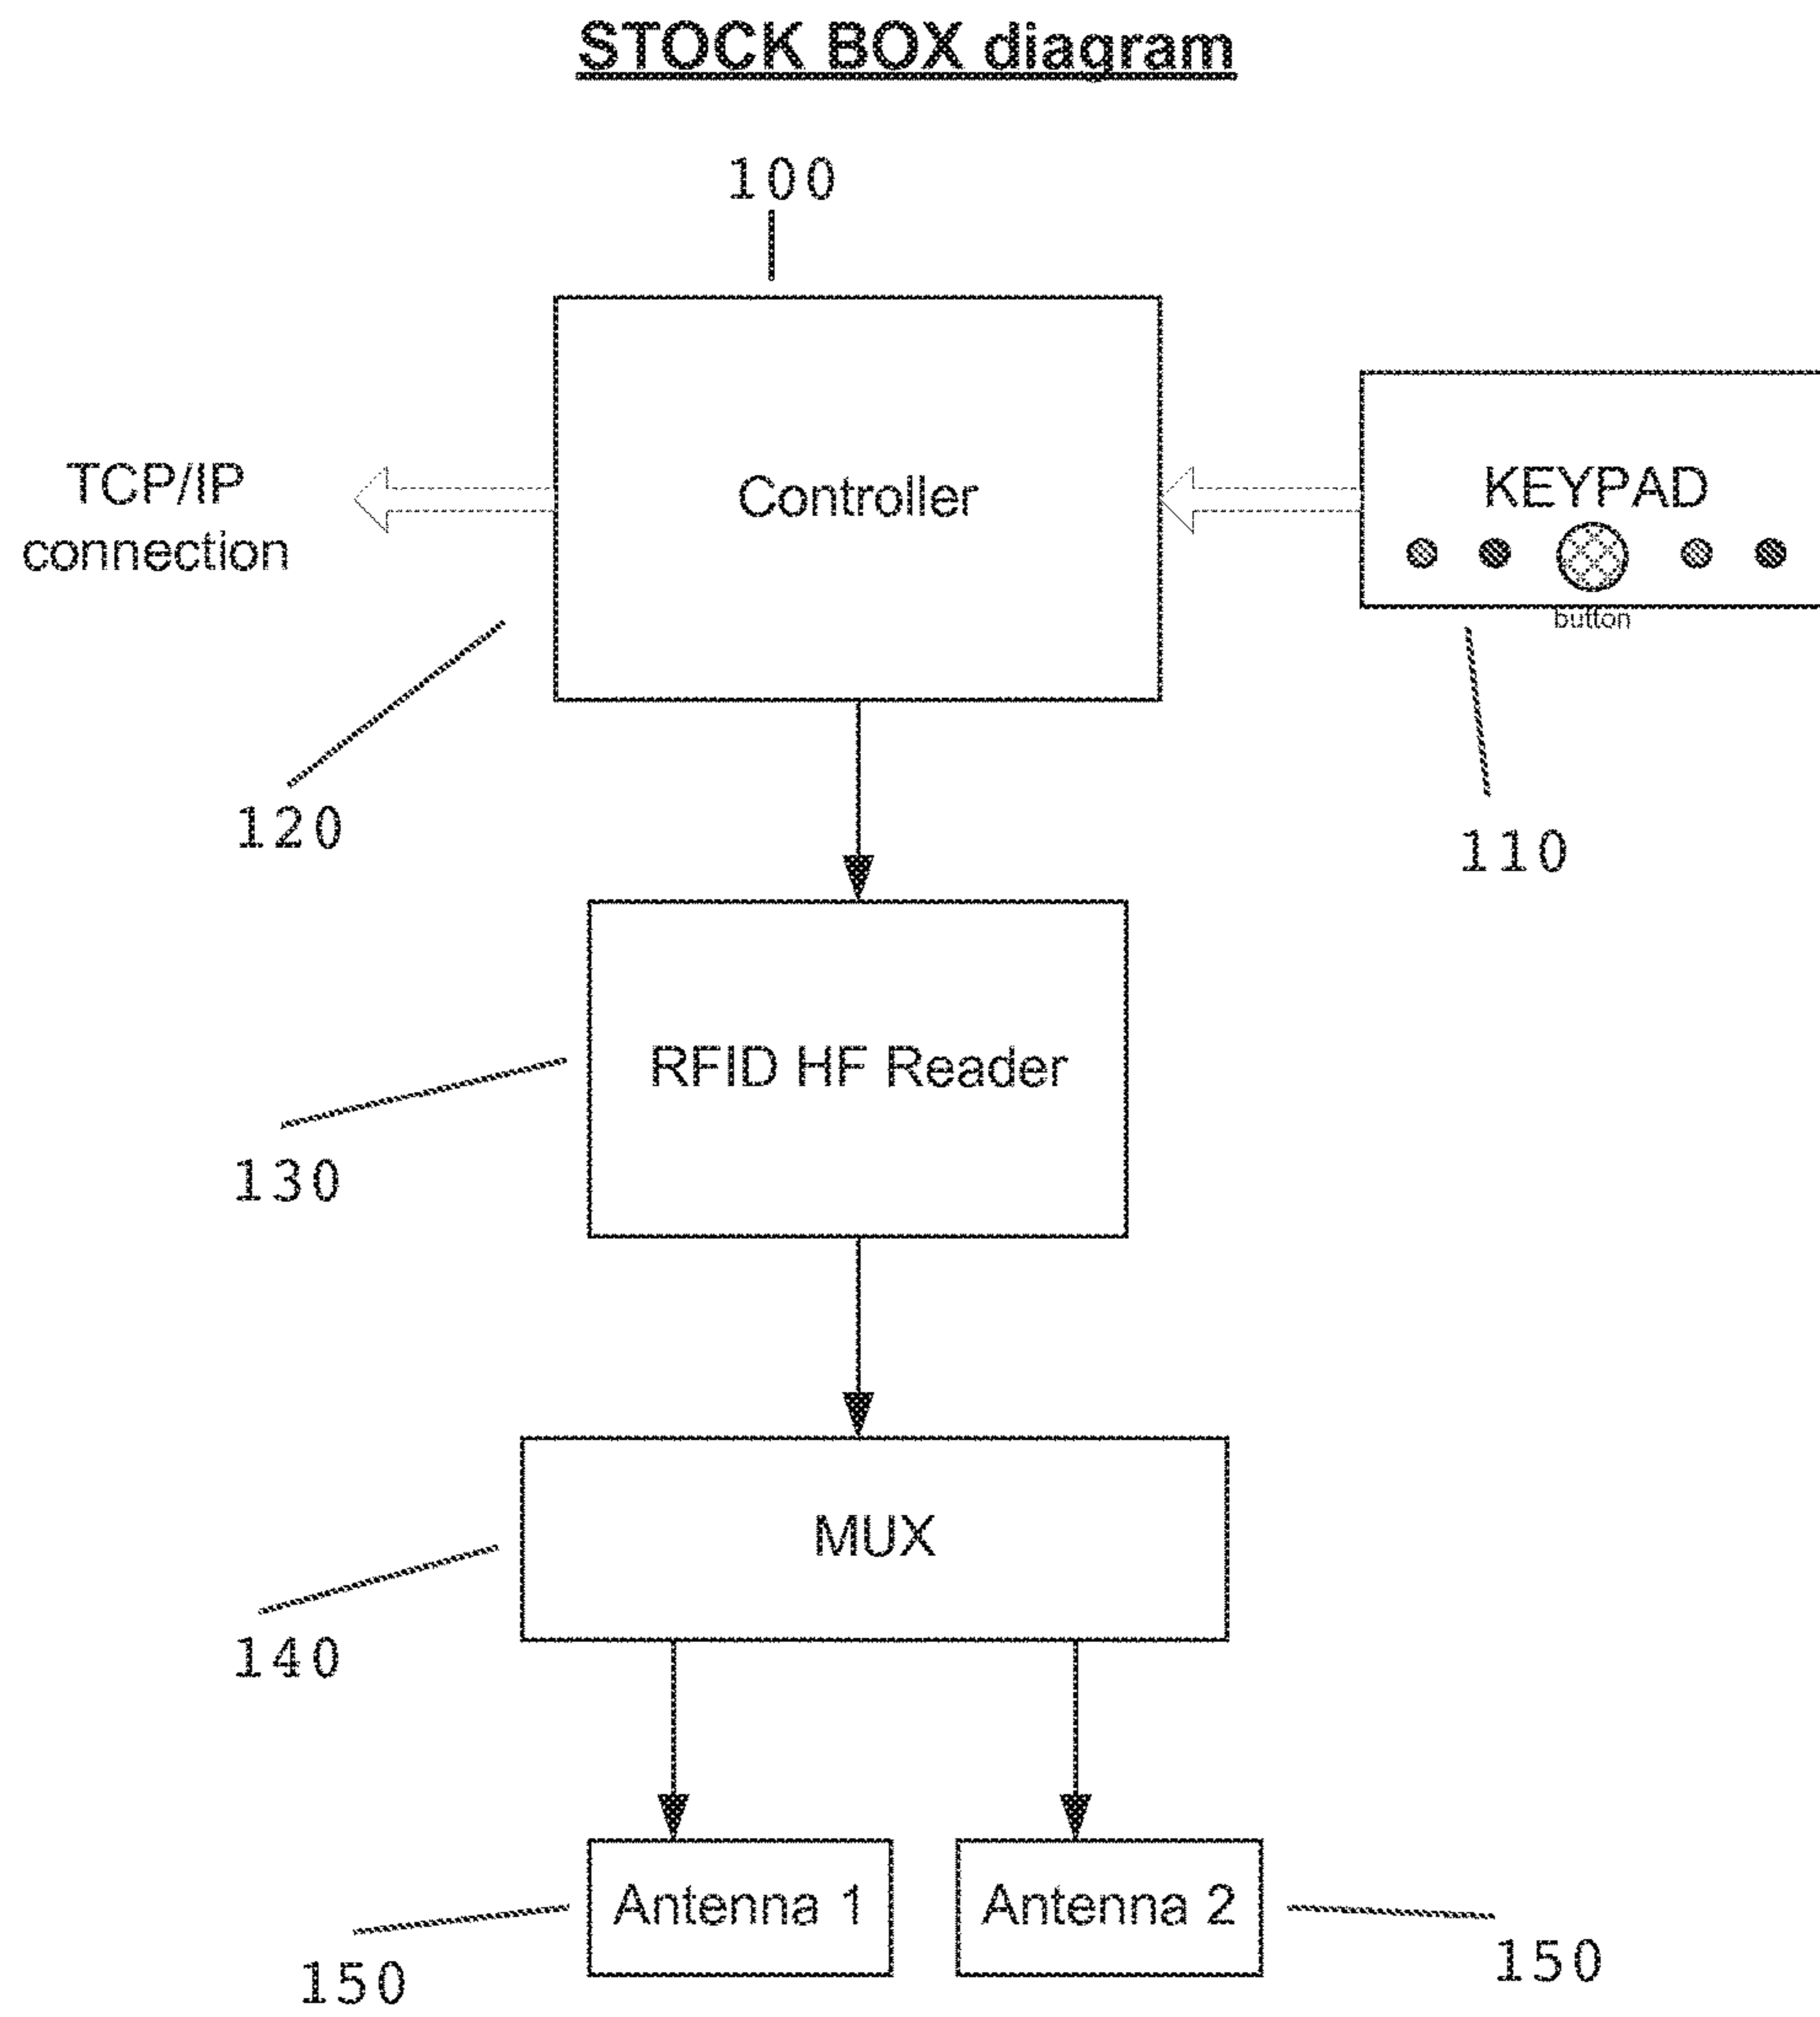 STOCK BOX diagram
100
TCP/IP
connection
Controller
KEYPAD
button
120
110
RFID HF Reader
130
MUX
140
Antenna 1
Antenna 2
150
150